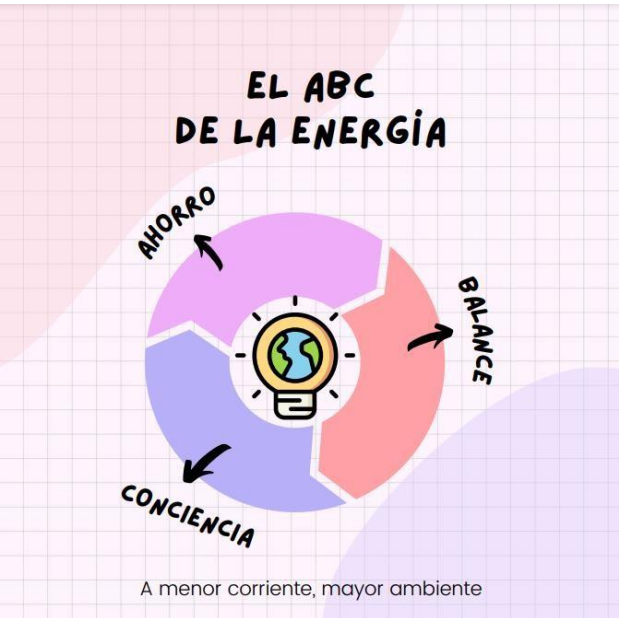 EL ABC
DE LA ENERGÍA
AHORRO
BALANCE
CONCIENCIA
A menor corriente, mayor ambiente